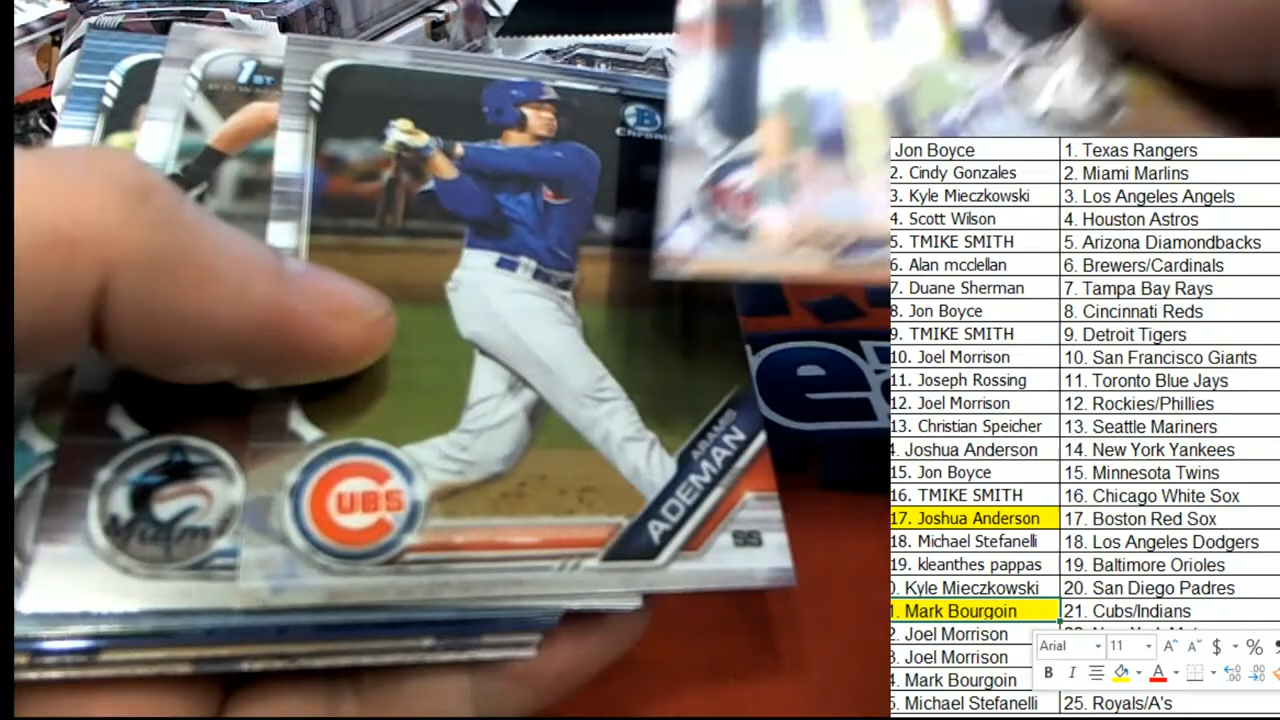 1ST
B
Chrome
CUBS
Miami
ADEMAN
SS
Jon Boyce 1. Texas Rangers
2. Cindy Gonzales 2. Miami Marlins
3. Kyle Mieczkowski 3. Los Angeles Angels
4. Scott Wilson 4. Houston Astros
5. TMIKE SMITH 5. Arizona Diamondbacks
6. Alan mcclellan 6. Brewers/Cardinals
7. Duane Sherman 7. Tampa Bay Rays
8. Jon Boyce 8. Cincinnati Reds
9. TMIKE SMITH 9. Detroit Tigers
10. Joel Morrison 10. San Francisco Giants
11. Joseph Rossing 11. Toronto Blue Jays
12. Joel Morrison 12. Rockies/Phillies
13. Christian Speicher 13. Seattle Mariners
4. Joshua Anderson 14. New York Yankees
15. Jon Boyce 15. Minnesota Twins
16. TMIKE SMITH 16. Chicago White Sox
17. Joshua Anderson 17. Boston Red Sox
18. Michael Stefanelli 18. Los Angeles Dodgers
19. kleanthes pappas 19. Baltimore Orioles
0. Kyle Mieczkowski 20. San Diego Padres
1. Mark Bourgoin 21. Cubs/Indians
2. Joel Morrison
3. Joel Morrison
4. Mark Bourgoin
5. Michael Stefanelli 25. Royals/A's
Arial 11 A A $ %
B I A